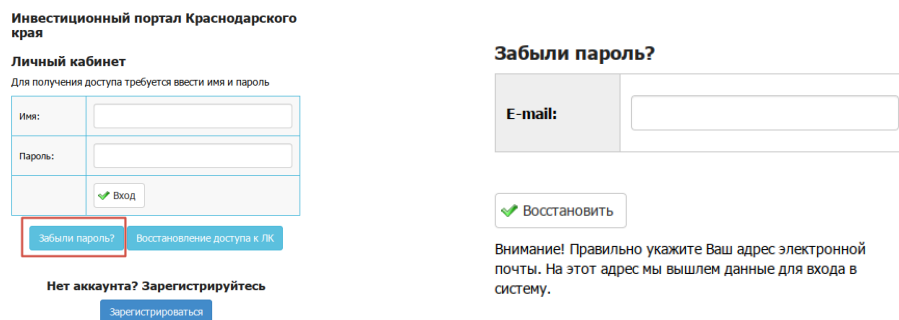 Инвестиционный портал Краснодарского
края
Личный кабинет
Для получения доступа требуется ввести имя и пароль
Имя:
Пароль:
Вход
Забыли пароль? Восстановление доступа к ЛК
Нет аккаунта? Зарегистрируйтесь
Зарегистрироваться
Забыли пароль?
E-mail:
Восстановить
Внимание! Правильно укажите Ваш адрес электронной
почты. На этот адрес мы вышлем данные для входа в
систему.